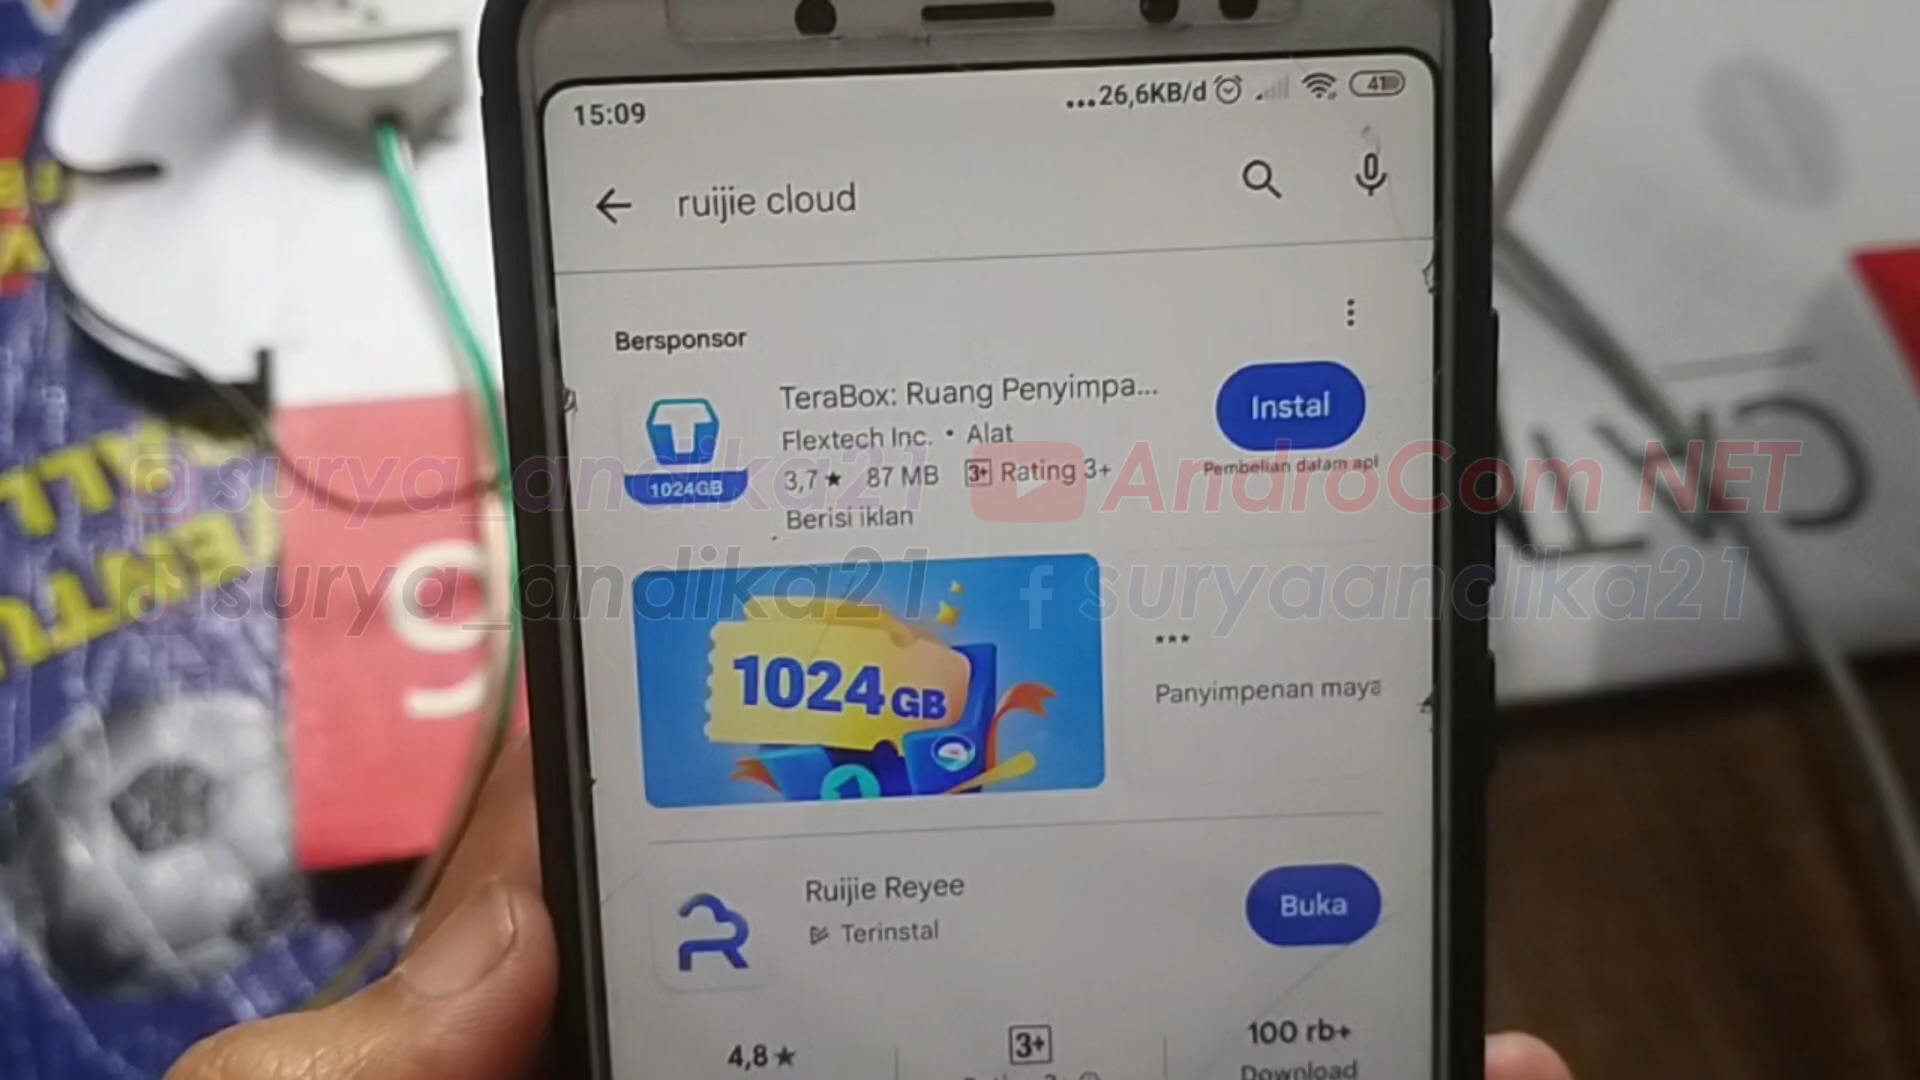 15:09
...26,6KB/d
41
ruijie cloud
Bersponsor
TeraBox: Ruang Penyimpa...
Flextech Inc. • Alat
3,7★ 87 MB 3+ Rating 3+
Berisi iklan
1024GB
Instal
Pembelian dalam apl
surya_andika21
AndroCom NET
surya_andika21
suryaandika21
1024GB
...
Panyimpenan maya
Ruijie Reyee
Terinstal
Buka
4,8★
3+
100 rb+
Download